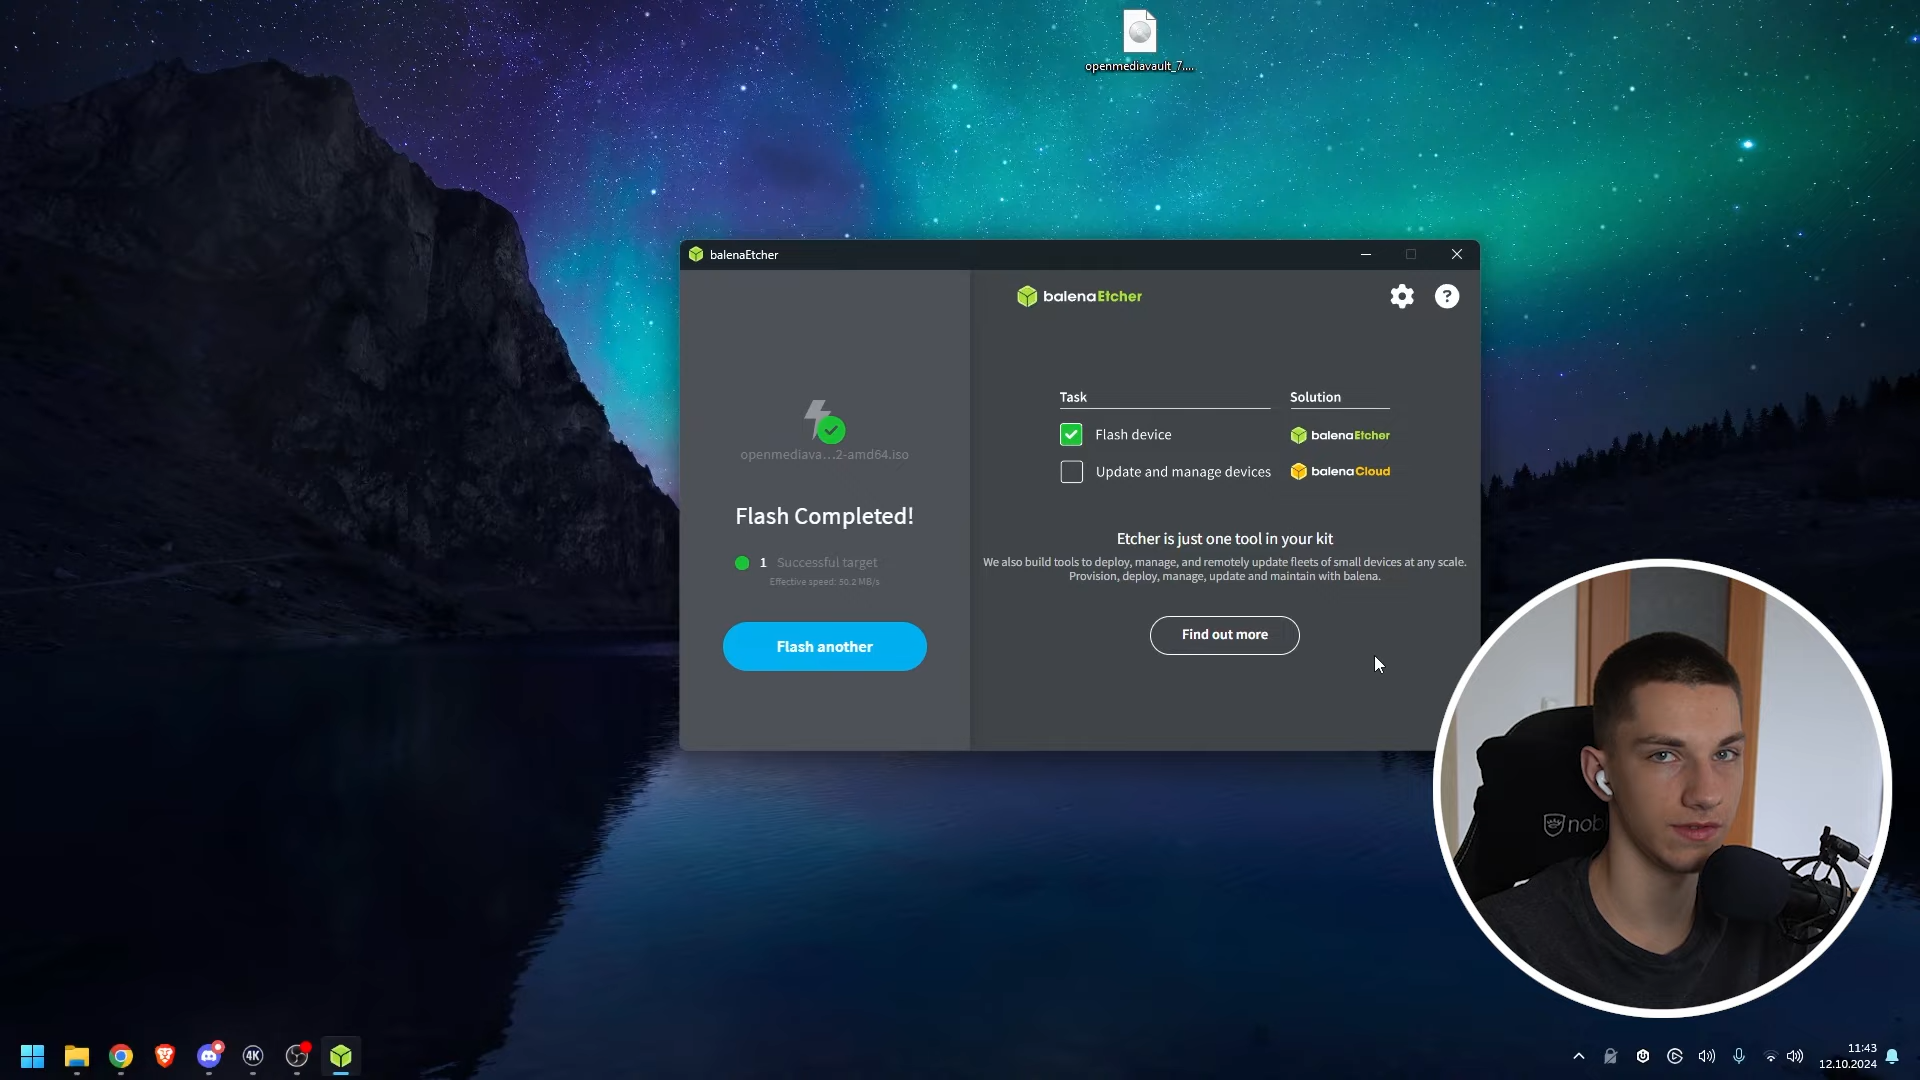 openmediavault_7....
balenaEtcher
balenaEtcher
?
Task
Solution
Flash device
balenaEtcher
Update and manage devices
balenaCloud
openmediava...2-amd64.iso
Flash Completed!
1 Successful target
Effective speed: 30.2 MB/s
Flash another
Etcher is just one tool in your kit
We also build tools to deploy, manage, and remotely update fleets of small devices at any scale.
Provision, deploy, manage, update and maintain with balena.
Find out more
nobl
4K
11:43
12.10.2024